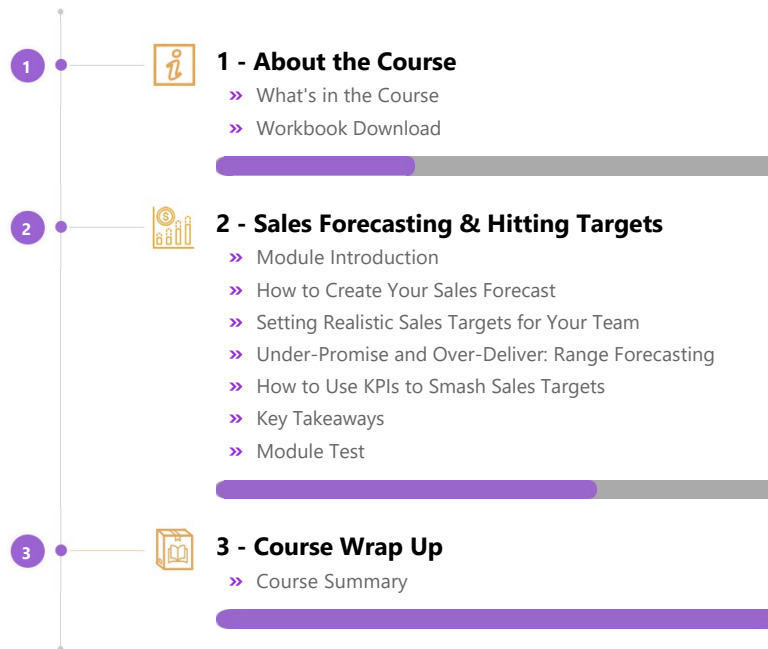 1
1 - About the Course
» What's in the Course
» Workbook Download
2
2 - Sales Forecasting & Hitting Targets
» Module Introduction
» How to Create Your Sales Forecast
» Setting Realistic Sales Targets for Your Team
» Under-Promise and Over-Deliver: Range Forecasting
» How to Use KPIs to Smash Sales Targets
» Key Takeaways
» Module Test
3
3 - Course Wrap Up
» Course Summary